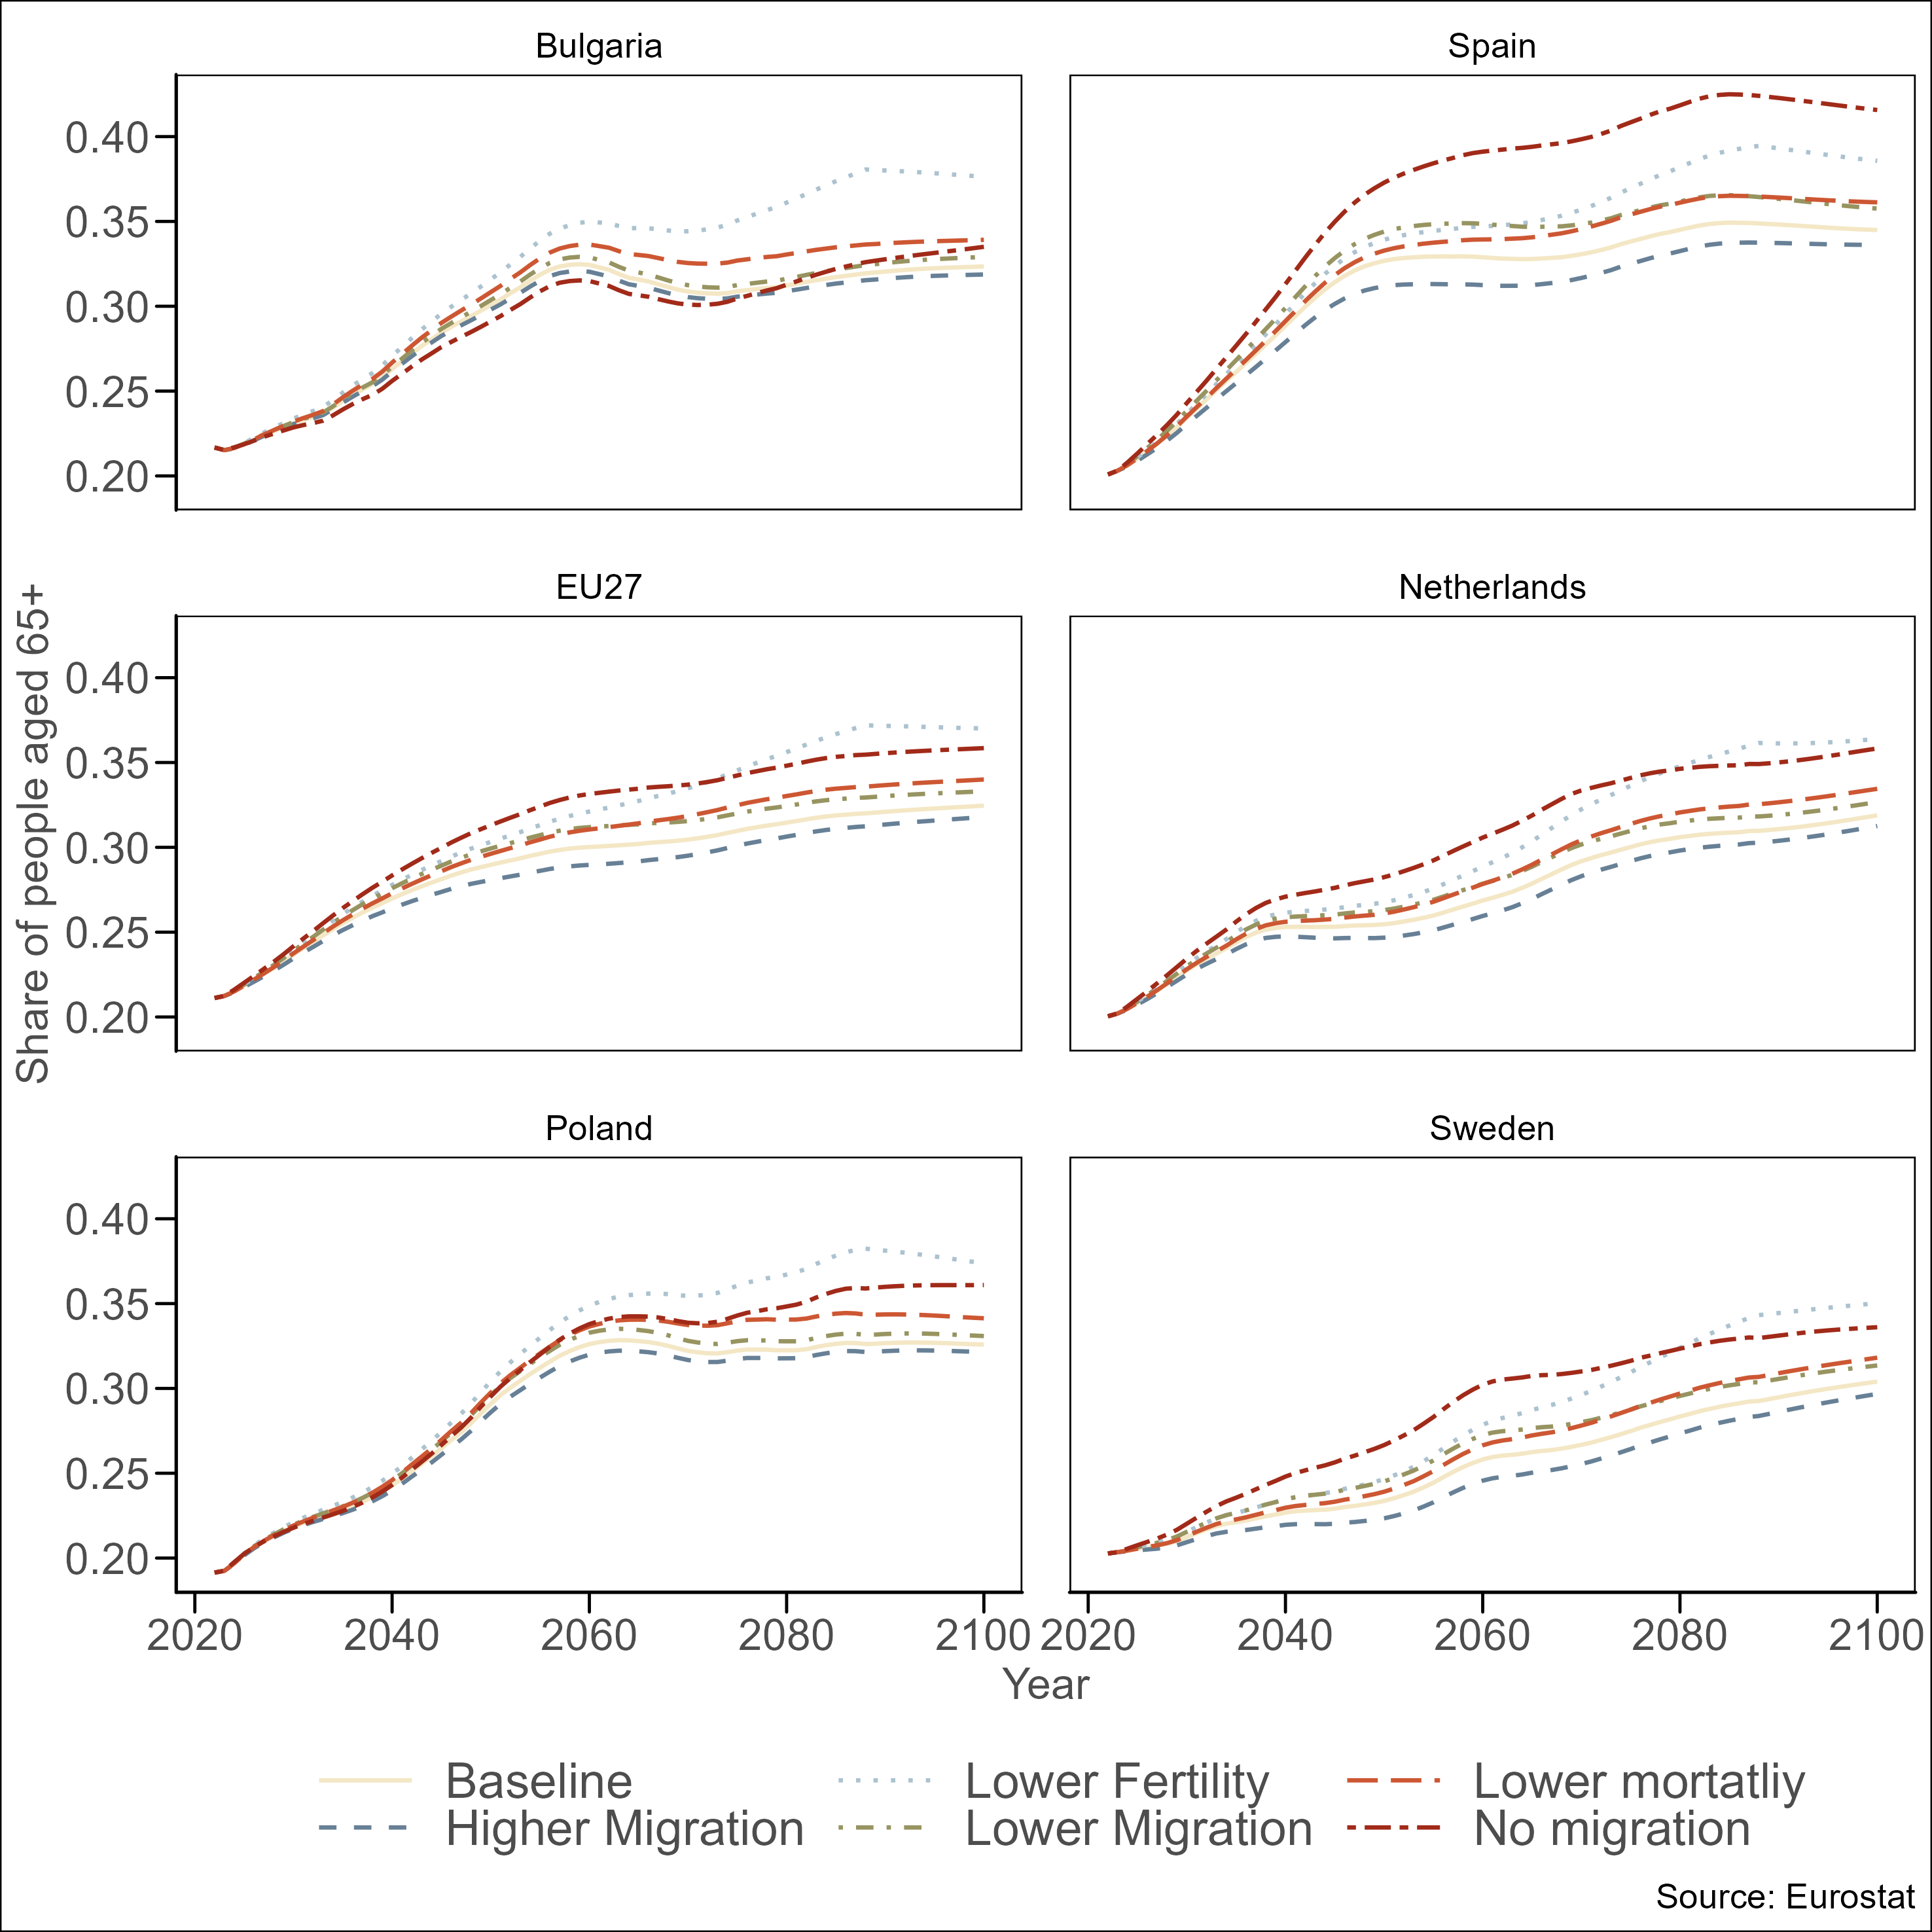 Bulgaria
Spain
0.40
0.35
0.30
0.25
0.20
EU27
Netherlands
Share of people aged 65+
0.40
0.35
0.30
0.25
0.20
Poland
Sweden
0.40
0.35
0.30
0.25
0.20
2020 2040 2060 2080 2100 2020 2040 2060 2080 2100
Year
Baseline Lower Fertility Lower mortatliy
Higher Migration Lower Migration No migration
Source: Eurostat